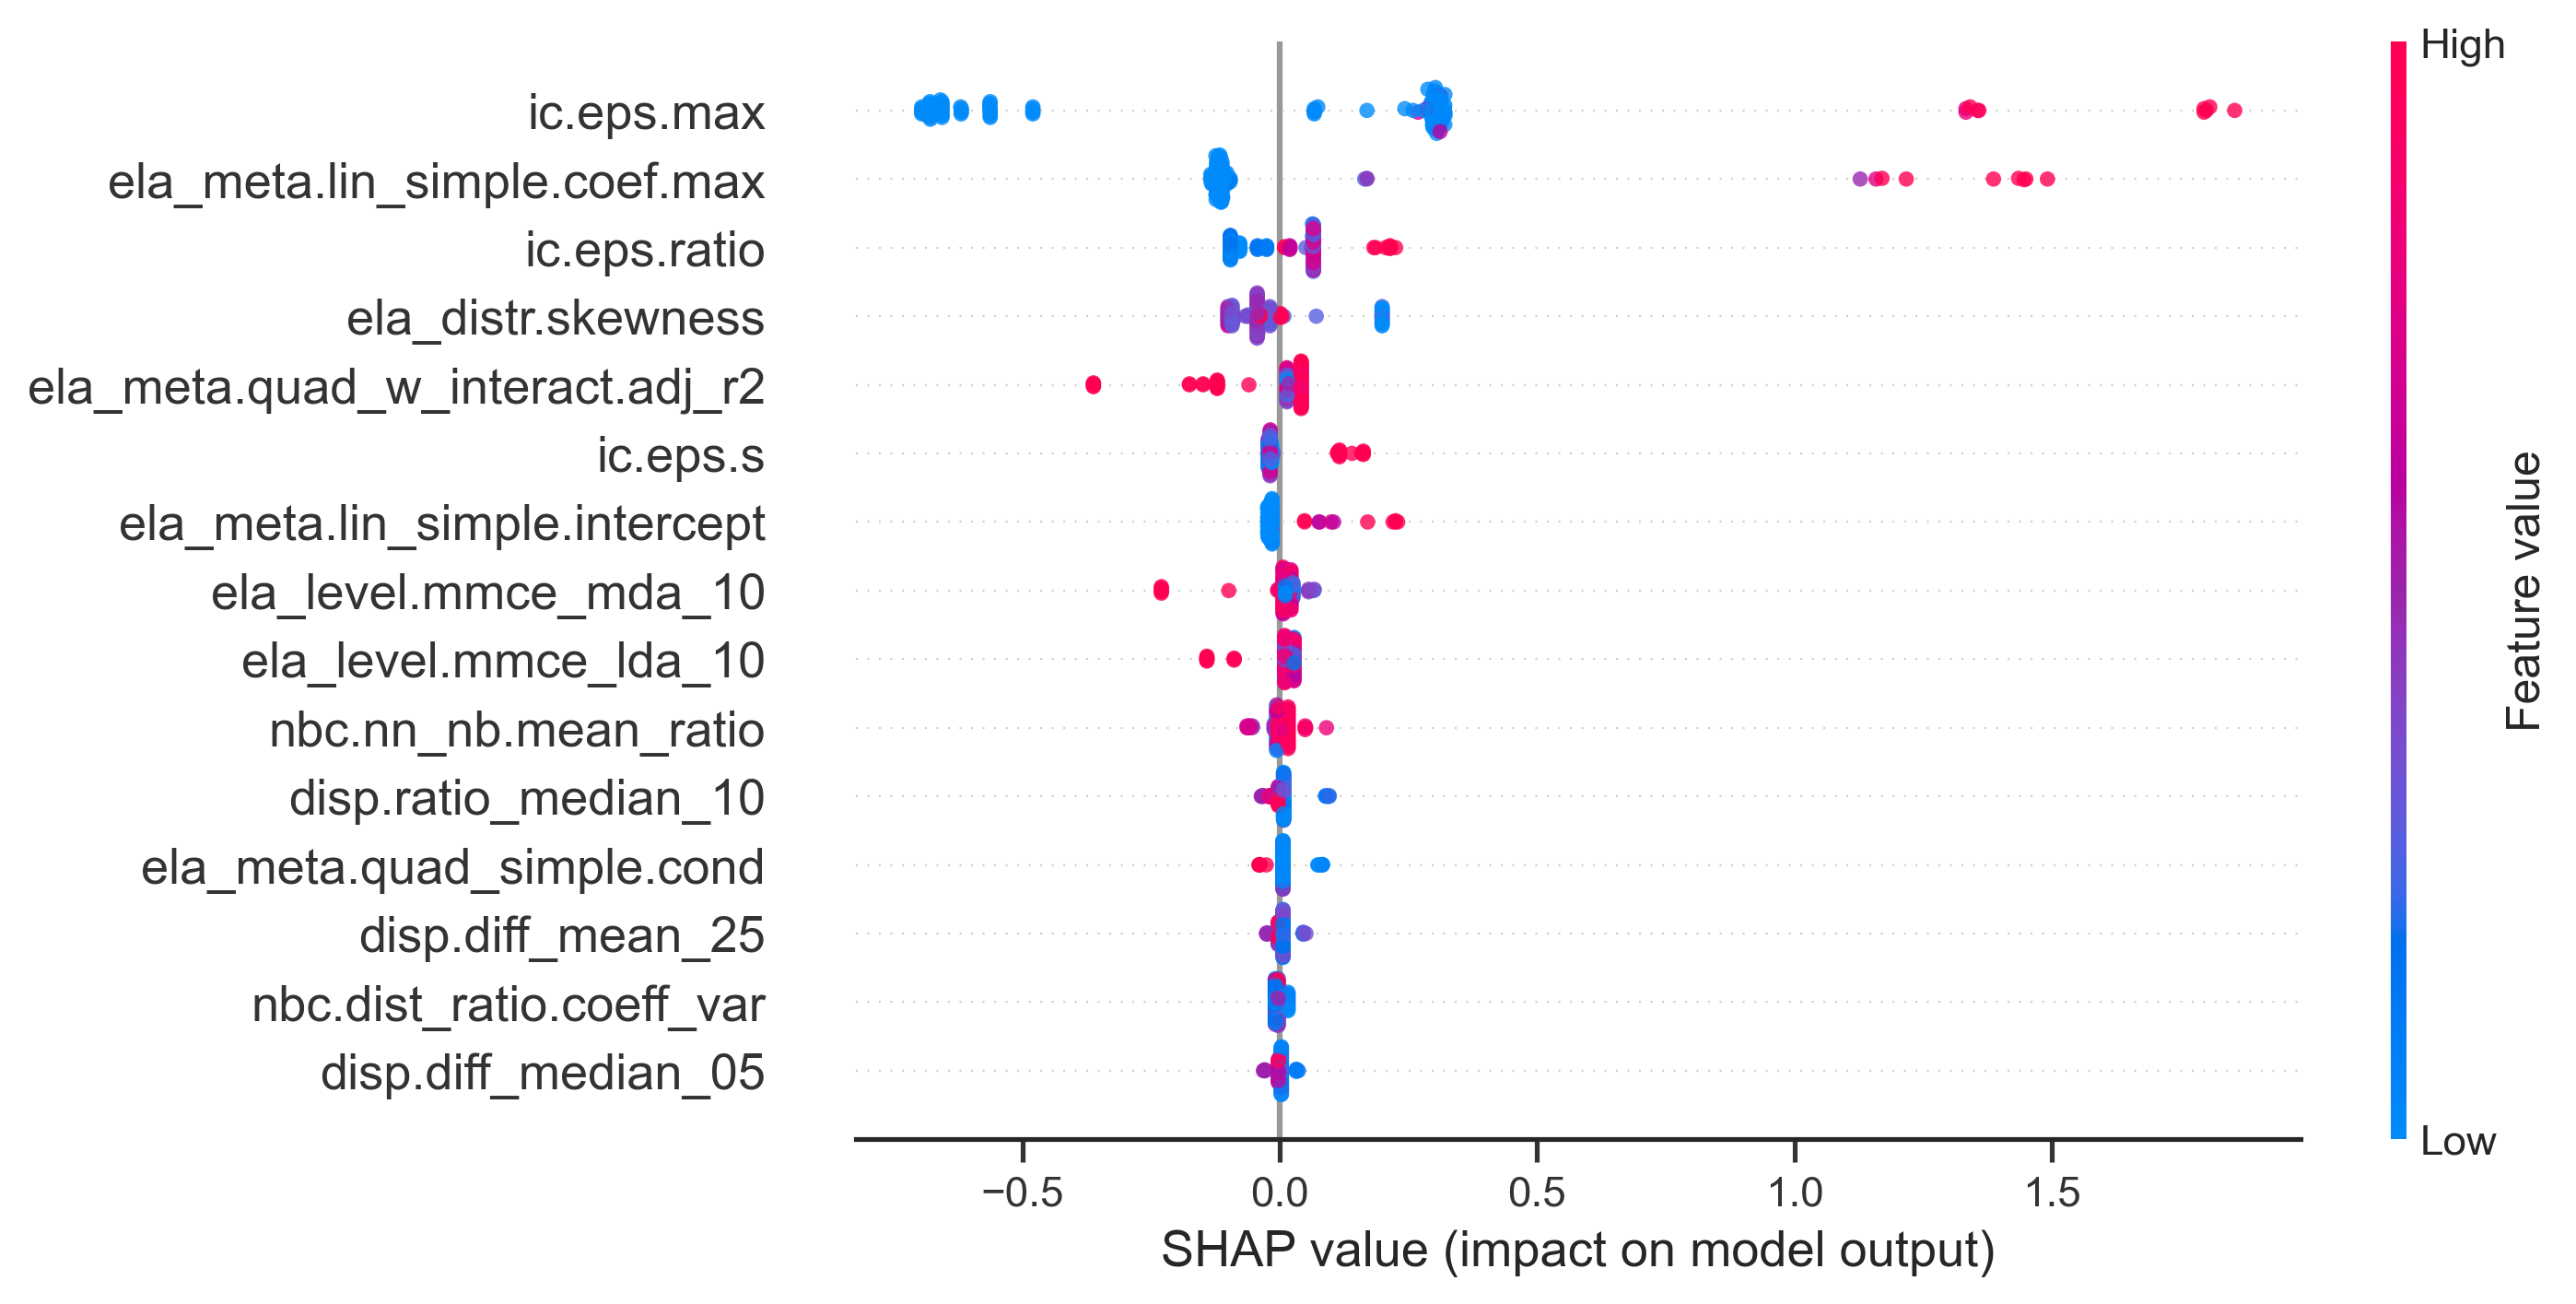 High
ic.eps.max
ela_meta.lin_simple.coef.max
ic.eps.ratio
ela_distr.skewness
ela_meta.quad_w_interact.adj_r2
ic.eps.s
ela_meta.lin_simple.intercept
ela_level.mmce_mda_10
ela_level.mmce_lda_10
nbc.nn_nb.mean_ratio
disp.ratio_median_10
ela_meta.quad_simple.cond
disp.diff_mean_25
nbc.dist_ratio.coeff_var
disp.diff_median_05
Feature value
Low
−0.5 0.0 0.5 1.0 1.5
SHAP value (impact on model output)